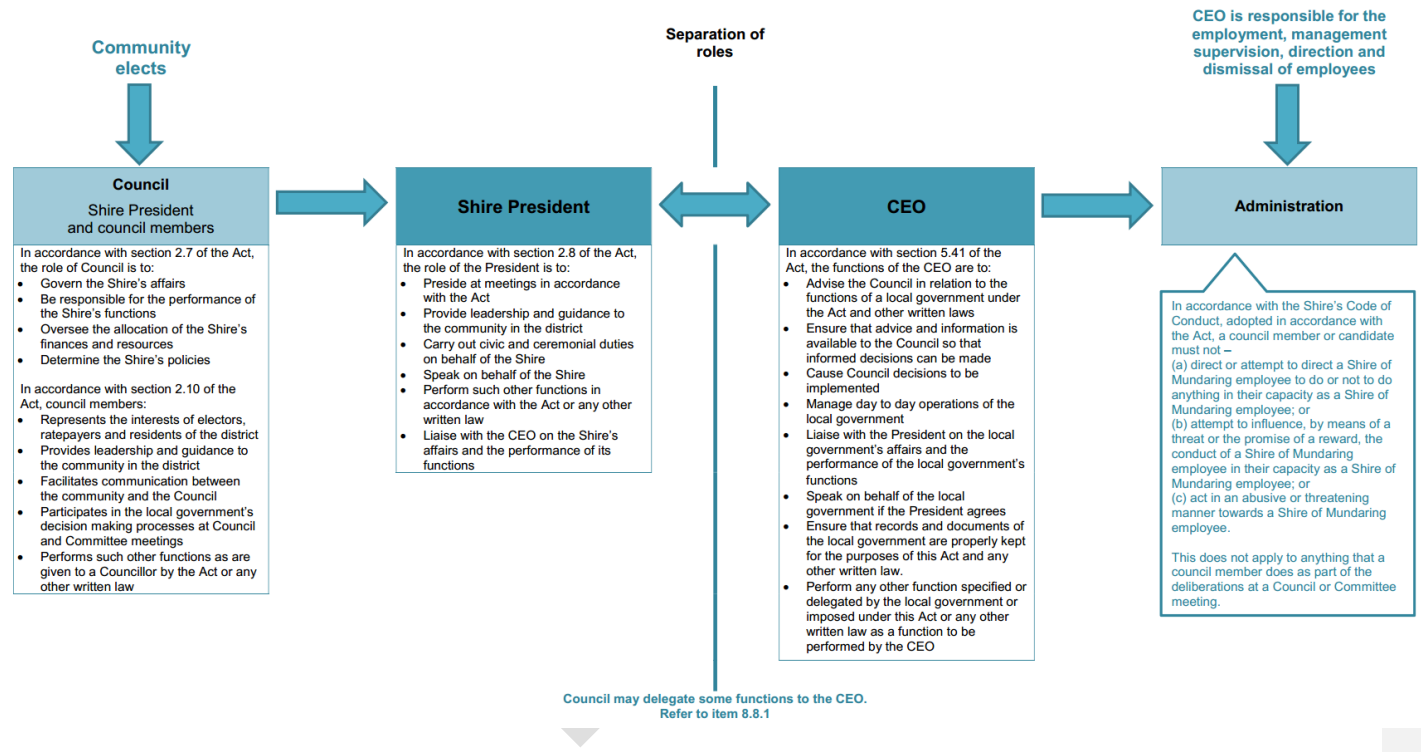 Community
elects
Separation of
roles
CEO is responsible for the
employment, management
supervision, direction and
dismissal of employees
Council
Shire President
and council members
In accordance with section 2.7 of the Act,
the role of Council is to:
• Govern the Shire's affairs
• Be responsible for the performance of
the Shire's functions
• Oversee the allocation of the Shire's
finances and resources
• Determine the Shire's policies
In accordance with section 2.10 of the
Act, council members:
• Represents the interests of electors,
ratepayers and residents of the district
• Provides leadership and guidance to
the community in the district
• Facilitates communication between
the community and the Council
• Participates in the local government's
decision making processes at Council
and Committee meetings
• Performs such other functions as are
given to a Councillor by the Act or any
other written law
Shire President
In accordance with section 2.8 of the Act,
the role of the President is to:
• Preside at meetings in accordance
with the Act
• Provide leadership and guidance to
the community in the district
• Carry out civic and ceremonial duties
on behalf of the Shire
• Speak on behalf of the Shire
• Perform such other functions in
accordance with the Act or any other
written law
• Liaise with the CEO on the Shire's
affairs and the performance of its
functions
CEO
In accordance with section 5.41 of the
Act, the functions of the CEO are to:
• Advise the Council in relation to the
functions of a local government under
the Act and other written laws
• Ensure that advice and information is
available to the Council so that
informed decisions can be made
• Cause Council decisions to be
implemented
• Manage day to day operations of the
local government
• Liaise with the President on the local
government's affairs and the
performance of the local government's
functions
• Speak on behalf of the local
government if the President agrees
• Ensure that records and documents of
the local government are properly kept
for the purposes of this Act and any
other written law.
• Perform any other function specified or
delegated by the local government or
imposed under this Act or any other
written law as a function to be
performed by the CEO
Administration
In accordance with the Shire's Code of
Conduct, adopted in accordance with
the Act, a council member or candidate
must not –
(a) direct or attempt to direct a Shire of
Mundaring employee to do or not to do
anything in their capacity as a Shire of
Mundaring employee; or
(b) attempt to influence, by means of a
threat or the promise of a reward, the
conduct of a Shire of Mundaring
employee in their capacity as a Shire of
Mundaring employee; or
(c) act in an abusive or threatening
manner towards a Shire of Mundaring
employee.
This does not apply to anything that a
council member does as part of the
deliberations at a Council or Committee
meeting.
Council may delegate some functions to the CEO.
Refer to item 8.8.1